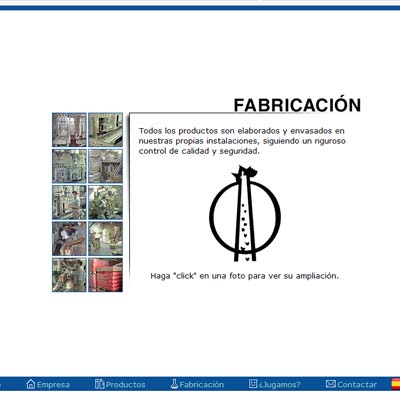 FABRICACIÓN
Todos los productos son elaborados y envasados en
nuestras propias instalaciones, siguiendo un riguroso
control de calidad y seguridad.
Haga "click" en una foto para ver su ampliación.
Empresa Productos Fabricación ¿Jugamos? Contactar